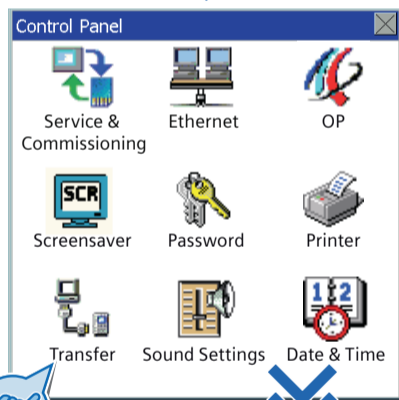 Control Panel
Service &
Commissioning
Ethernet
OP
SCR
Screensaver
Password
Printer
Transfer
Sound Settings
1 2
Date & Time